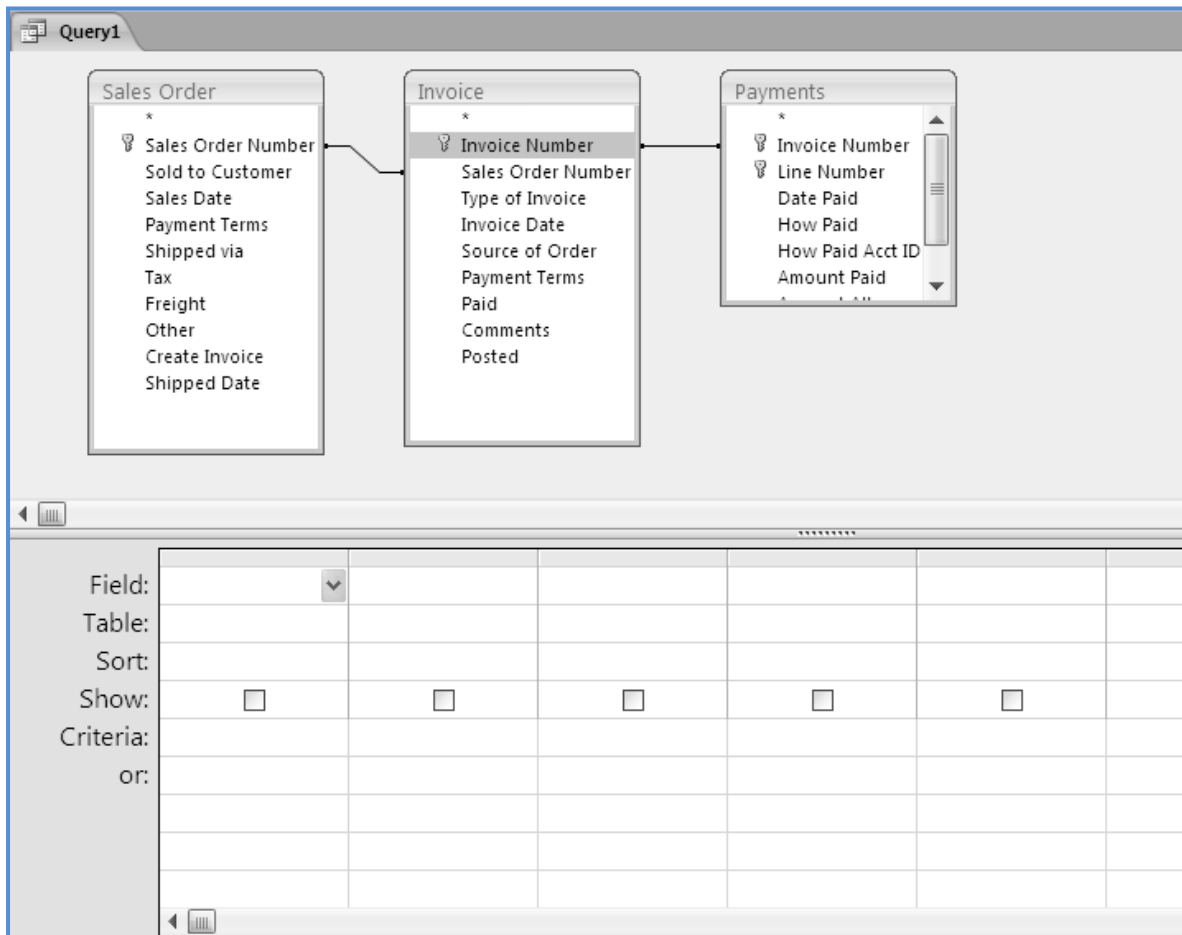 Query1
Sales Order
*
Sales Order Number
Sold to Customer
Sales Date
Payment Terms
Shipped via
Tax
Freight
Other
Create Invoice
Shipped Date
Invoice
*
Invoice Number
Sales Order Number
Type of Invoice
Invoice Date
Source of Order
Payment Terms
Paid
Comments
Posted
Payments
*
Invoice Number
Line Number
Date Paid
How Paid
How Paid Acct ID
Amount Paid
Field:
Table:
Sort:
Show:
Criteria:
or: